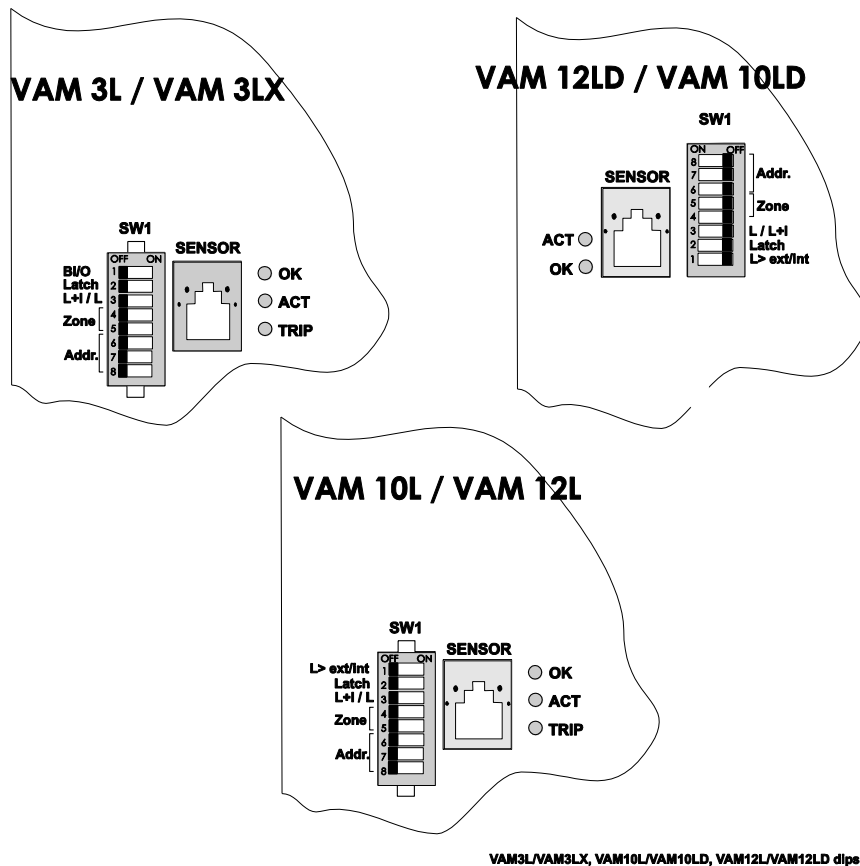 VAM 3L / VAM 3LX
SW1
OFF ON
SENSOR
BI/O 1
Latch 2
L+I / L 3
Zone
4
5
Addr.
6
7
8
OK
ACT
TRIP
VAM 12LD / VAM 10LD
SW1
ON OFF
SENSOR
ACT
OK
8
7
6
Addr.
5
4
Zone
3 L / L+I
2 Latch
1 L> ext/int
VAM 10L / VAM 12L
SW1
OFF ON
SENSOR
L> ext/int 1
Latch 2
L+I / L 3
Zone
4
5
Addr.
6
7
8
OK
ACT
TRIP
VAM3L/VAM3LX, VAM10L/VAM10LD, VAM12L/VAM12LD dips